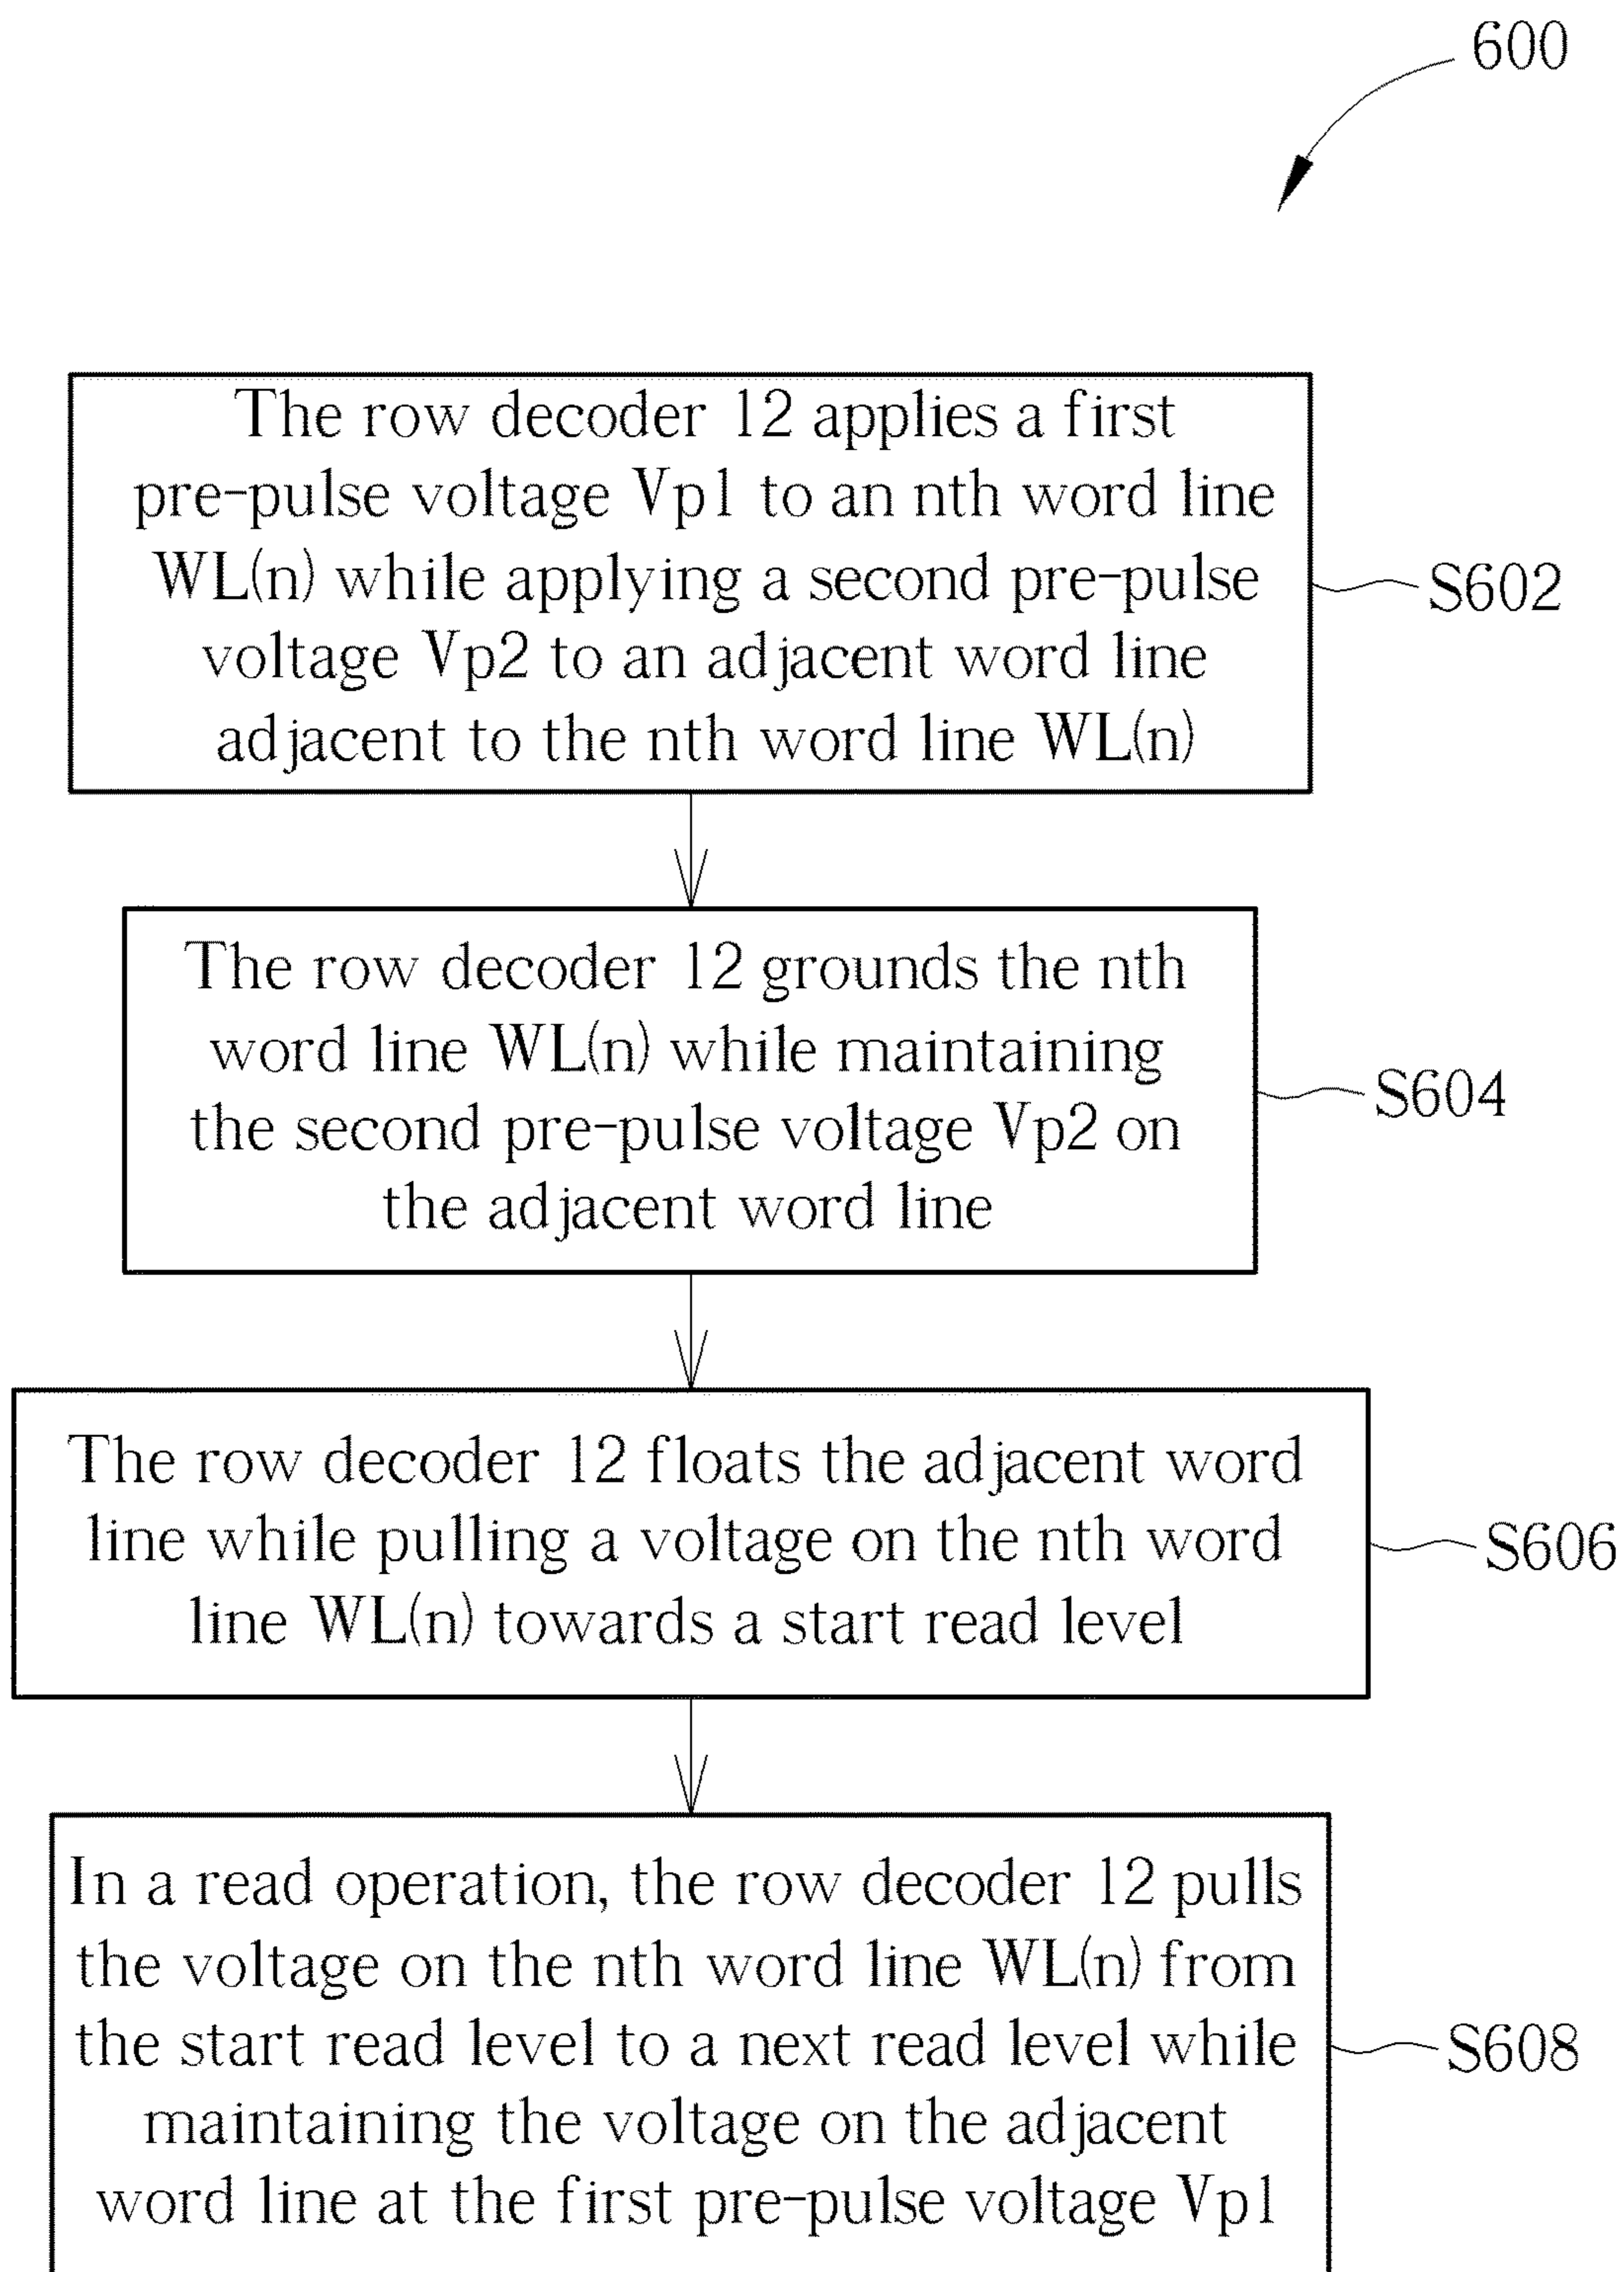 600
The row decoder 12 applies a first
pre-pulse voltage Vp1 to an nth word line
WL(n) while applying a second pre-pulse
voltage Vp2 to an adjacent word line
adjacent to the nth word line WL(n)
S602
The row decoder 12 grounds the nth
word line WL(n) while maintaining
the second pre-pulse voltage Vp2 on
the adjacent word line
S604
The row decoder 12 floats the adjacent word
line while pulling a voltage on the nth word
line WL(n) towards a start read level
S606
In a read operation, the row decoder 12 pulls
the voltage on the nth word line WL(n) from
the start read level to a next read level while
maintaining the voltage on the adjacent
word line at the first pre-pulse voltage Vp1
S608